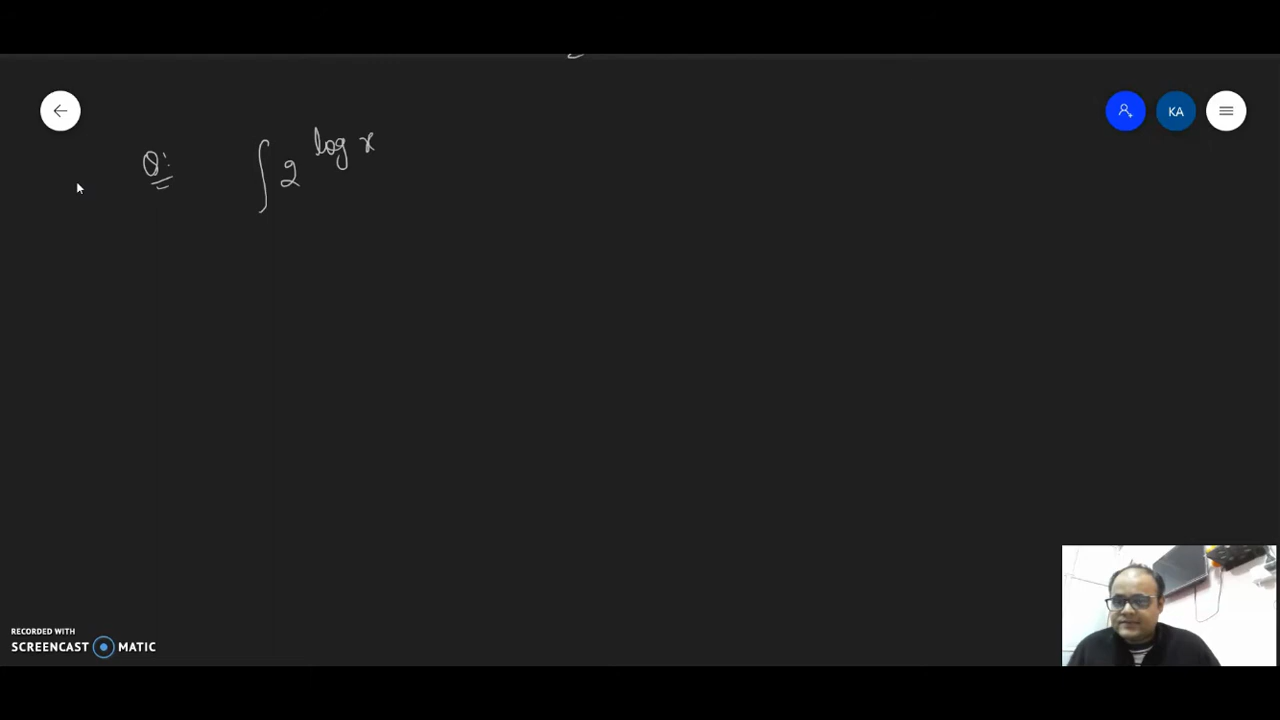 Q: ∫ 2^{log x}
KA
RECORDED WITH
SCREENCAST MATIC